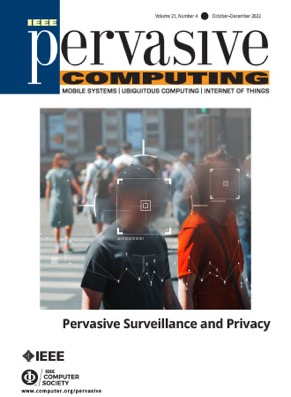 Volume 21, Number 4 ● October–December 2022
IEEE
pervasive
COMPUTING
MOBILE SYSTEMS | UBIQUITOUS COMPUTING | INTERNET OF THINGS
Pervasive Surveillance and Privacy
IEEE
IEEE
COMPUTER
SOCIETY
www.computer.org/pervasive